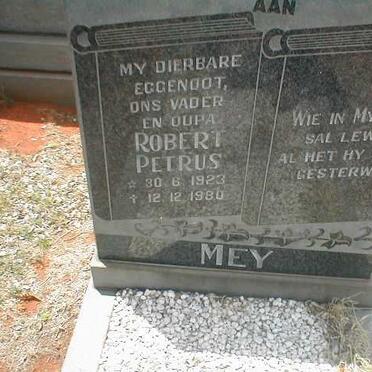 AAN
MY DIERBARE
EGGENOOT,
ONS VADER
EN OUPA
ROBERT
PETRUS
☆ 30.6.1923
† 12.12.1980
WIE IN MY
SAL LEW
AL HET HY
GESTERW
MEY